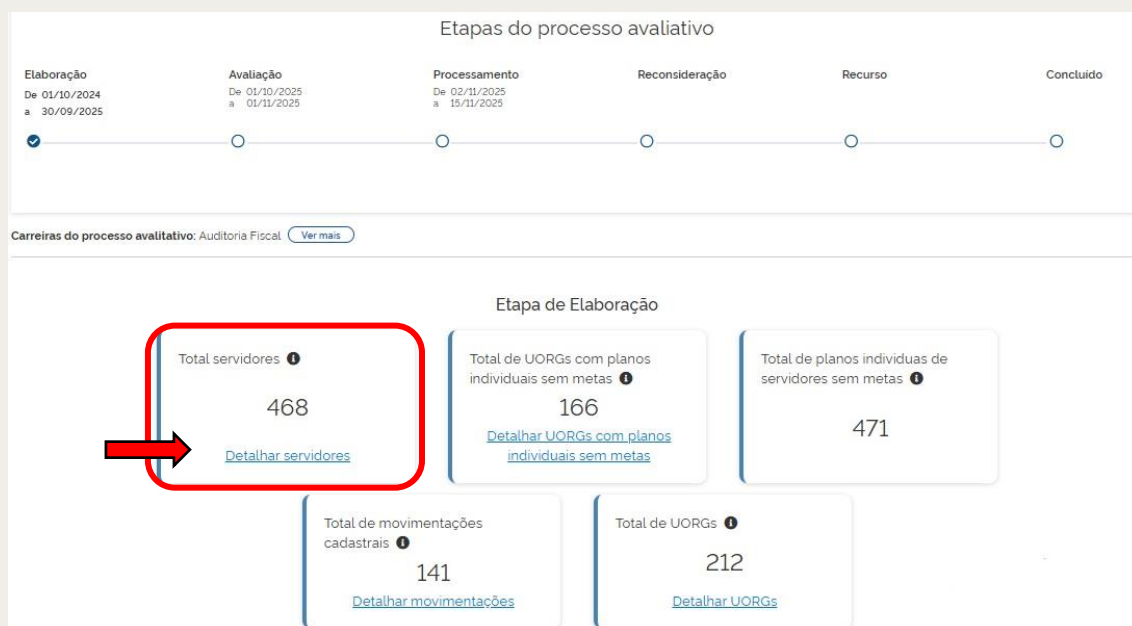 Etapas do processo avaliativo
Elaboração
De 01/10/2024
a 30/09/2025
Avaliação
De 01/10/2025
a 01/11/2025
Processamento
De 02/11/2025
a 15/11/2025
Reconsideração
Recurso
Concluído
Carreiras do processo avalitativo: Auditoria Fiscal Ver mais
Etapa de Elaboração
Total servidores
468
Detalhar servidores
Total de UORGs com planos
individuais sem metas
166
Detalhar UORGs com planos
individuais sem metas
Total de planos individuas de
servidores sem metas
471
Total de movimentações
cadastrais
141
Detalhar movimentações
Total de UORGs
212
Detalhar UORGs